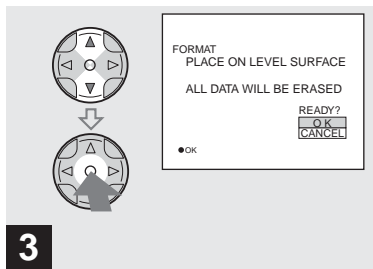 FORMAT
PLACE ON LEVEL SURFACE
ALL DATA WILL BE ERASED
READY?
OK
CANCEL
●OK
3